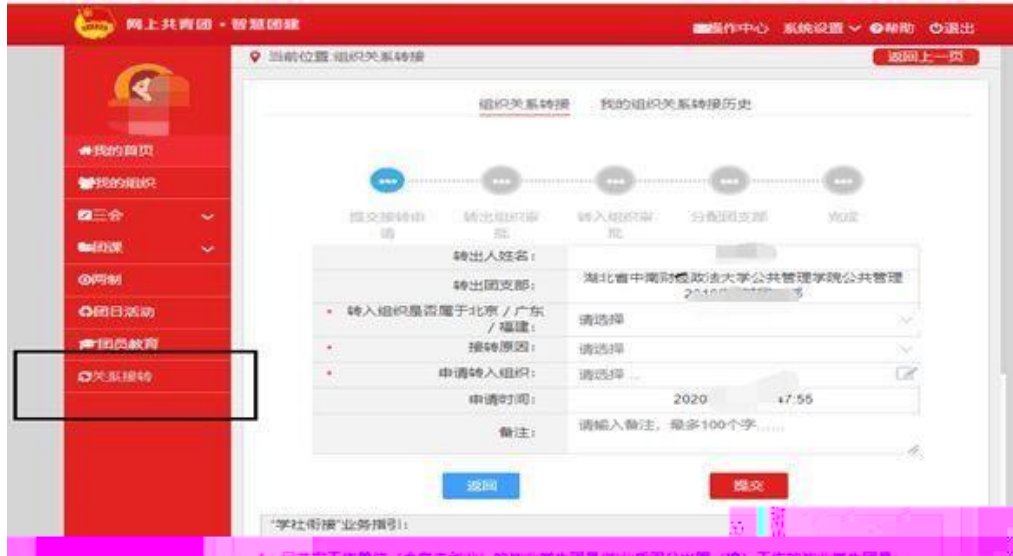 网上共青团·智慧团建
操作中心 系统设置 帮助 退出
当前位置:组织关系转接
返回上一页
组织关系转接 我的组织关系转接历史
我的首页
我的组织
三会
团课
两制
团日活动
团员教育
关系接转
提交接转申请
转出组织审批
转入组织审批
分配团支部
完成
转出人姓名:
转出团支部: 湖北省中南财经政法大学公共管理学院公共管理
* 转入组织是否属于北京/广东/福建: 请选择
* 接转原因: 请选择
* 申请转入组织: 请选择 ...
申请时间: 2020 47:55
备注: 请输入备注,最多100个字……
返回 提交
“学社衔接”业务指引: